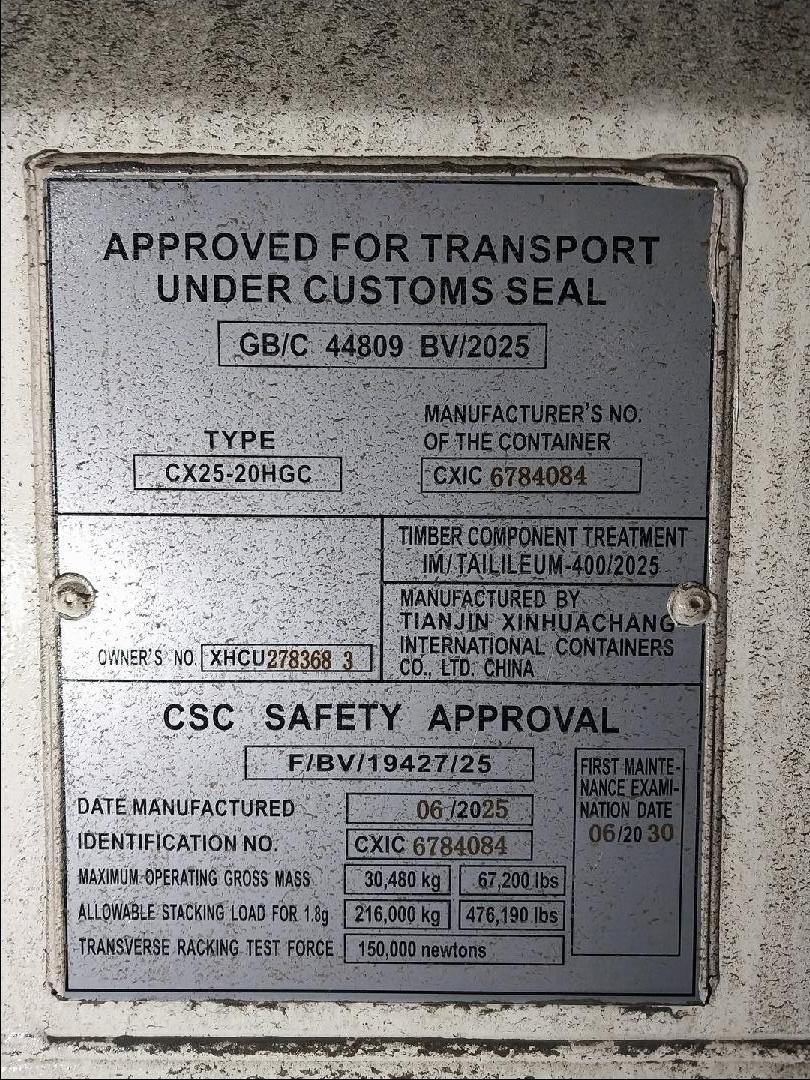 APPROVED FOR TRANSPORT
UNDER CUSTOMS SEAL
GB/C 44809 BV/2025
TYPE
CX25-20HGC
MANUFACTURER'S NO.
OF THE CONTAINER
CXIC 6784084
TIMBER COMPONENT TREATMENT
IM/TAILILEUM-400/2025
OWNER'S NO. XHCU278368 3
MANUFACTURED BY
TIANJIN XINHUACHANG
INTERNATIONAL CONTAINERS
CO., LTD. CHINA
CSC SAFETY APPROVAL
F/BV/19427/25
DATE MANUFACTURED 06/2025
IDENTIFICATION NO. CXIC 6784084
MAXIMUM OPERATING GROSS MASS 30,480 kg 67,200 lbs
ALLOWABLE STACKING LOAD FOR 1.8g 216,000 kg 476,190 lbs
TRANSVERSE RACKING TEST FORCE 150,000 newtons
FIRST MAINTE-
NANCE EXAMI-
NATION DATE
06/20 30